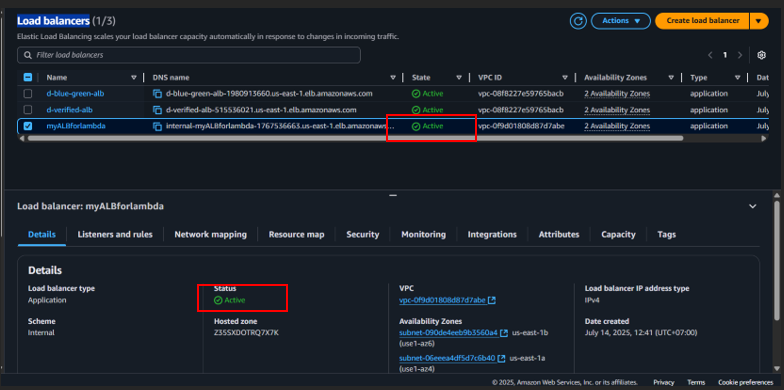 Load balancers (1/3)
Actions
Create load balancer
Elastic Load Balancing scales your load balancer capacity automatically in response to changes in incoming traffic.
Filter load balancers
1
Name DNS name State VPC ID Availability Zones Type Dat
d-blue-green-alb d-blue-green-alb-1980913660.us-east-1.elb.amazonaws.com Active vpc-08f8227e59765bacb 2 Availability Zones application July
d-verified-alb d-verified-alb-515536021.us-east-1.elb.amazonaws.com Active vpc-08f8227e59765bacb 2 Availability Zones application July
myALBforlambda internal-myALBforlambda-1767536663.us-east-1.elb.amazonaws... Active vpc-0f9d01808d87d7abe 2 Availability Zones application July
Load balancer: myALBforlambda
Details Listeners and rules Network mapping Resource map Security Monitoring Integrations Attributes Capacity Tags
Details
Load balancer type Status VPC Load balancer IP address type
Application Active vpc-0f9d01808d87d7abe IPv4
Scheme Hosted zone Availability Zones Date created
Internal Z35SXDOTRQ7X7K subnet-090de4eeb9b3560a4 us-east-1b July 14, 2025, 12:41 (UTC+07:00)
(use1-az6)
subnet-06eeea4df5d7c6b40 us-east-1a
(use1-az4)
© 2025, Amazon Web Services, Inc. or its affiliates. Privacy Terms Cookie preferences